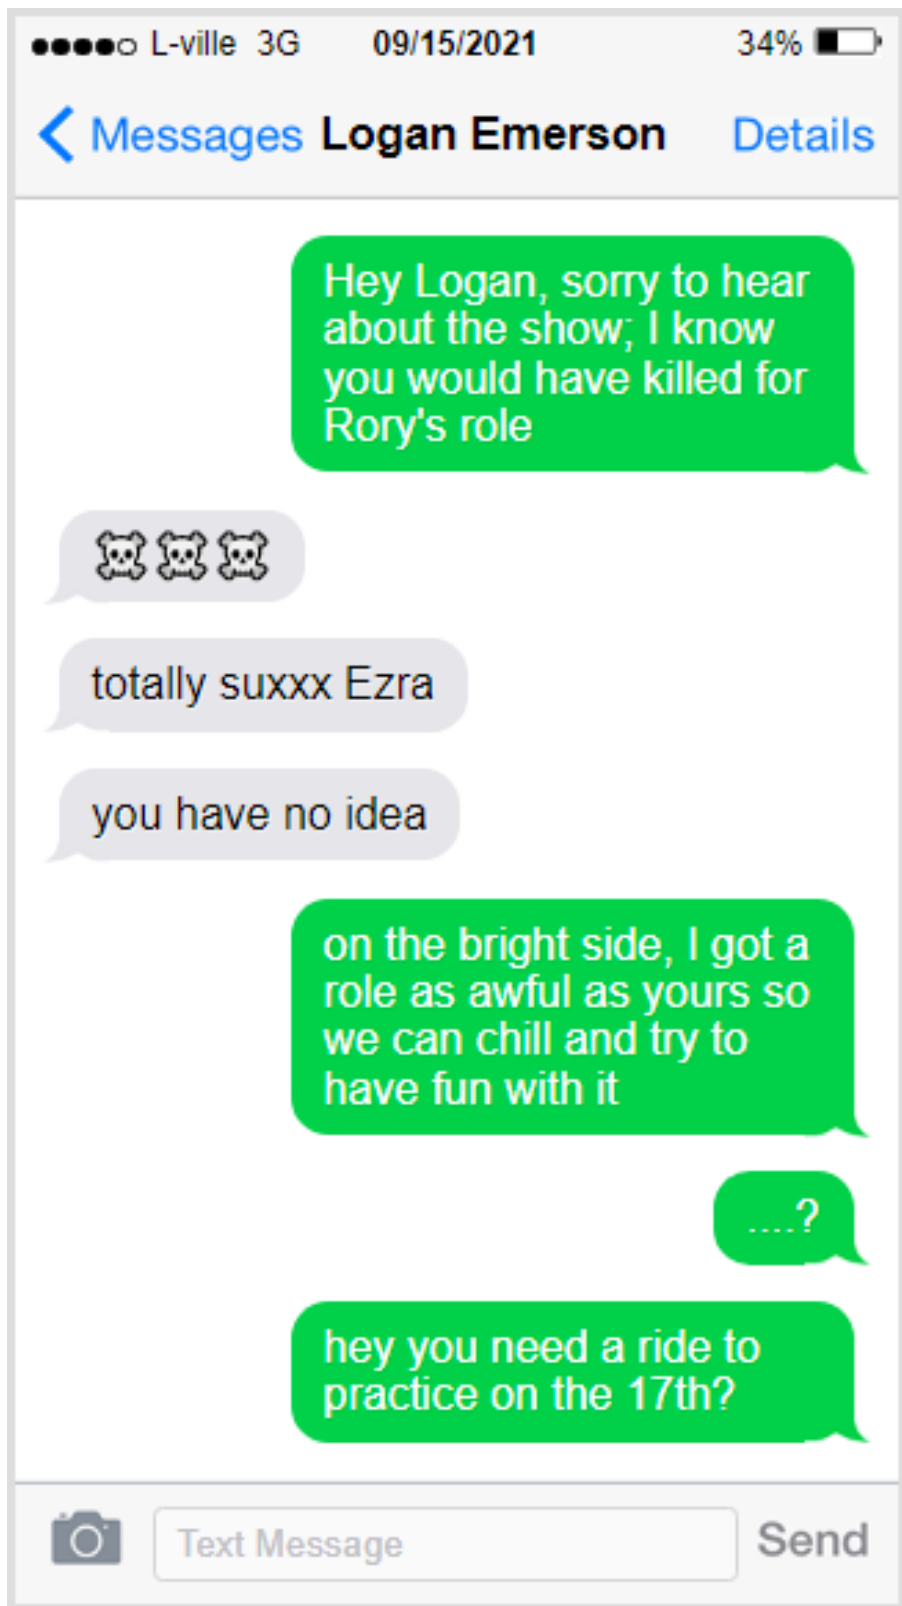 ●●●●○ L-ville 3G 09/15/2021 34%
Messages Logan Emerson Details
Hey Logan, sorry to hear
about the show; I know
you would have killed for
Rory's role
☠☠☠
totally suxxx Ezra
you have no idea
on the bright side, I got a
role as awful as yours so
we can chill and try to
have fun with it
....?
hey you need a ride to
practice on the 17th?
Text Message Send